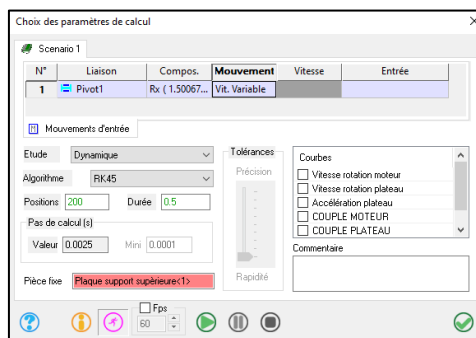 Choix des paramètres de calcul
Scenario 1
N° Liaison Compos. Mouvement Vitesse Entrée
1 Pivot1 Rx ( 1.50067... Vit. Variable
Mouvements d'entrée
Etude Dynamique
Algorithme RK45
Positions 200 Durée 0.5
Pas de calcul (s)
Valeur 0.0025 Mini 0.0001
Pièce fixe Plaque support supérieure<1>
Tolérances
Précision
Rapidité
Courbes
Vitesse rotation moteur
Vitesse rotation plateau
Accélération plateau
COUPLE MOTEUR
COUPLE PLATEAU
Commentaire
Fps
60